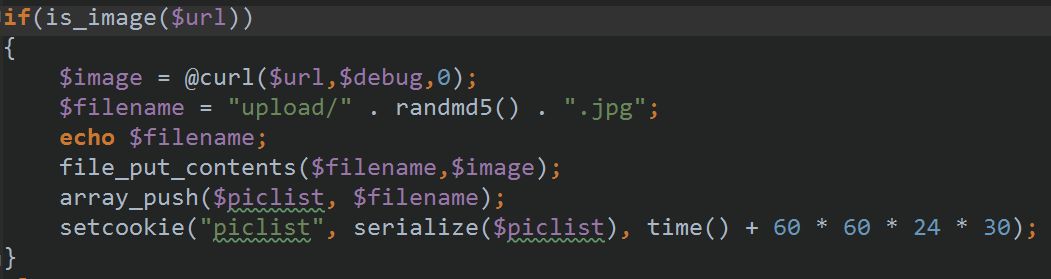 if(is_image($url))
{
    $image = @curl($url,$debug,0);
    $filename = "upload/" . randmd5() . ".jpg";
    echo $filename;
    file_put_contents($filename,$image);
    array_push($piclist, $filename);
    setcookie("piclist", serialize($piclist), time() + 60 * 60 * 24 * 30);
}